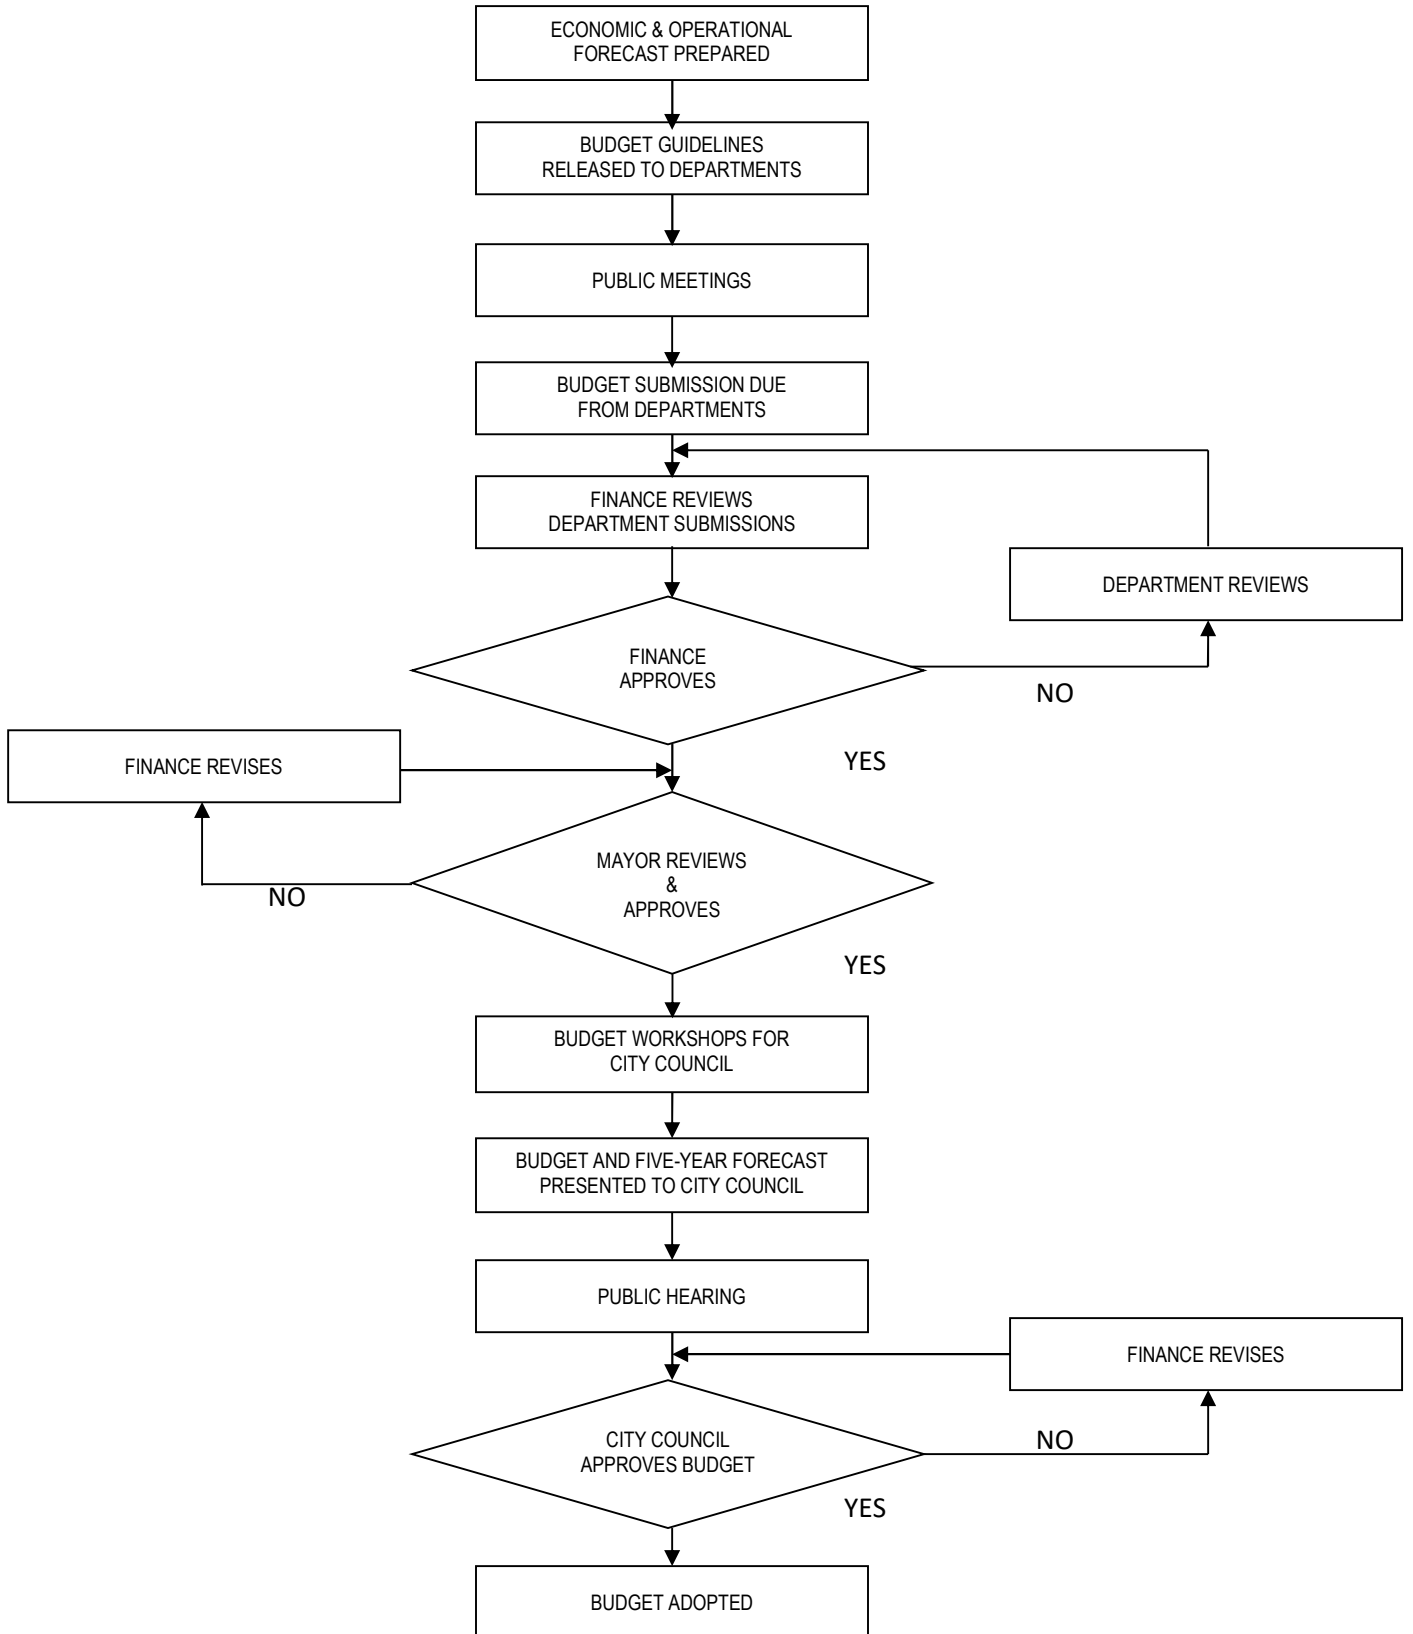 ECONOMIC & OPERATIONAL
FORECAST PREPARED
BUDGET GUIDELINES
RELEASED TO DEPARTMENTS
PUBLIC MEETINGS
BUDGET SUBMISSION DUE
FROM DEPARTMENTS
FINANCE REVIEWS
DEPARTMENT SUBMISSIONS
DEPARTMENT REVIEWS
FINANCE
APPROVES
NO
YES
FINANCE REVISES
MAYOR REVIEWS
&
APPROVES
NO
YES
BUDGET WORKSHOPS FOR
CITY COUNCIL
BUDGET AND FIVE-YEAR FORECAST
PRESENTED TO CITY COUNCIL
PUBLIC HEARING
FINANCE REVISES
CITY COUNCIL
APPROVES BUDGET
NO
YES
BUDGET ADOPTED